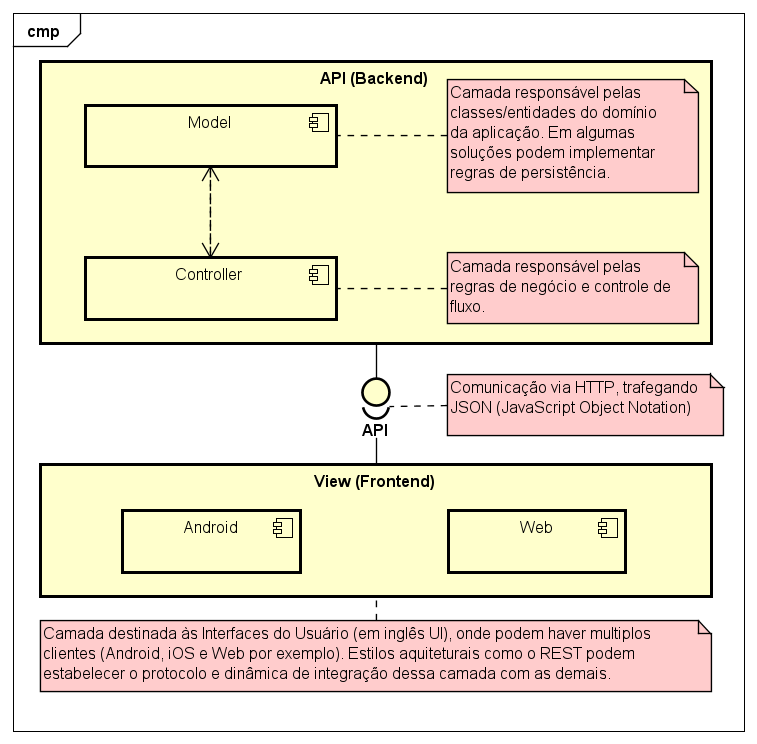 cmp
API (Backend)
Model
Camada responsável pelas
classes/entidades do domínio
da aplicação. Em algumas
soluções podem implementar
regras de persistência.
Controller
Camada responsável pelas
regras de negócio e controle de
fluxo.
Comunicação via HTTP, trafegando
JSON (JavaScript Object Notation)
API
View (Frontend)
Android
Web
Camada destinada às Interfaces do Usuário (em inglês UI), onde podem haver multiplos
clientes (Android, iOS e Web por exemplo). Estilos aquiteturais como o REST podem
estabelecer o protocolo e dinâmica de integração dessa camada com as demais.